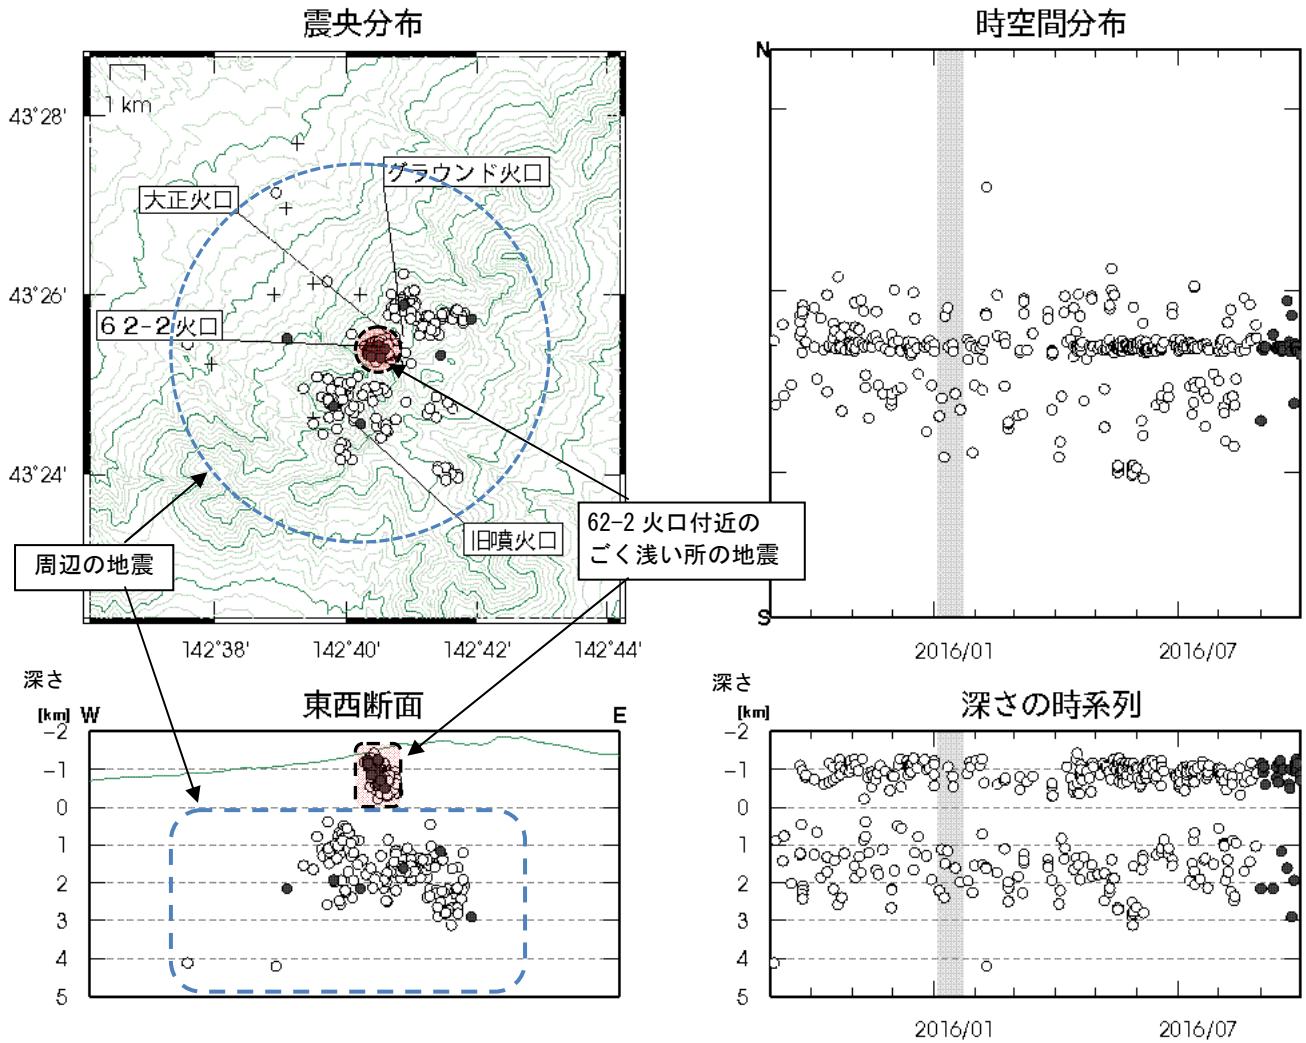 震央分布
時空間分布
1 km
43°28'
43°26'
43°24'
グラウンド火口
大正火口
62-2火口
旧噴火口
周辺の地震
62-2 火口付近の
ごく浅い所の地震
142°38'
142°40'
142°42'
142°44'
N
S
2016/01
2016/07
深さ
[km]
W
東西断面
E
-2
-1
0
1
2
3
4
5
深さ
[km]
深さの時系列
-2
-1
0
1
2
3
4
5
2016/01
2016/07